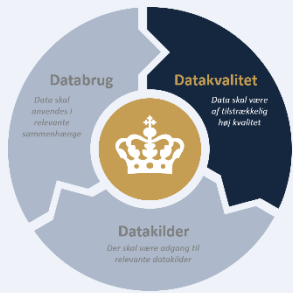 Databrug
Data skal
anvendes i
relevante
sammenhænge
Datakvalitet
Data skal være
af tilstrækkelig
høj kvalitet
Datakilder
Der skal være adgang til
relevante datakilder